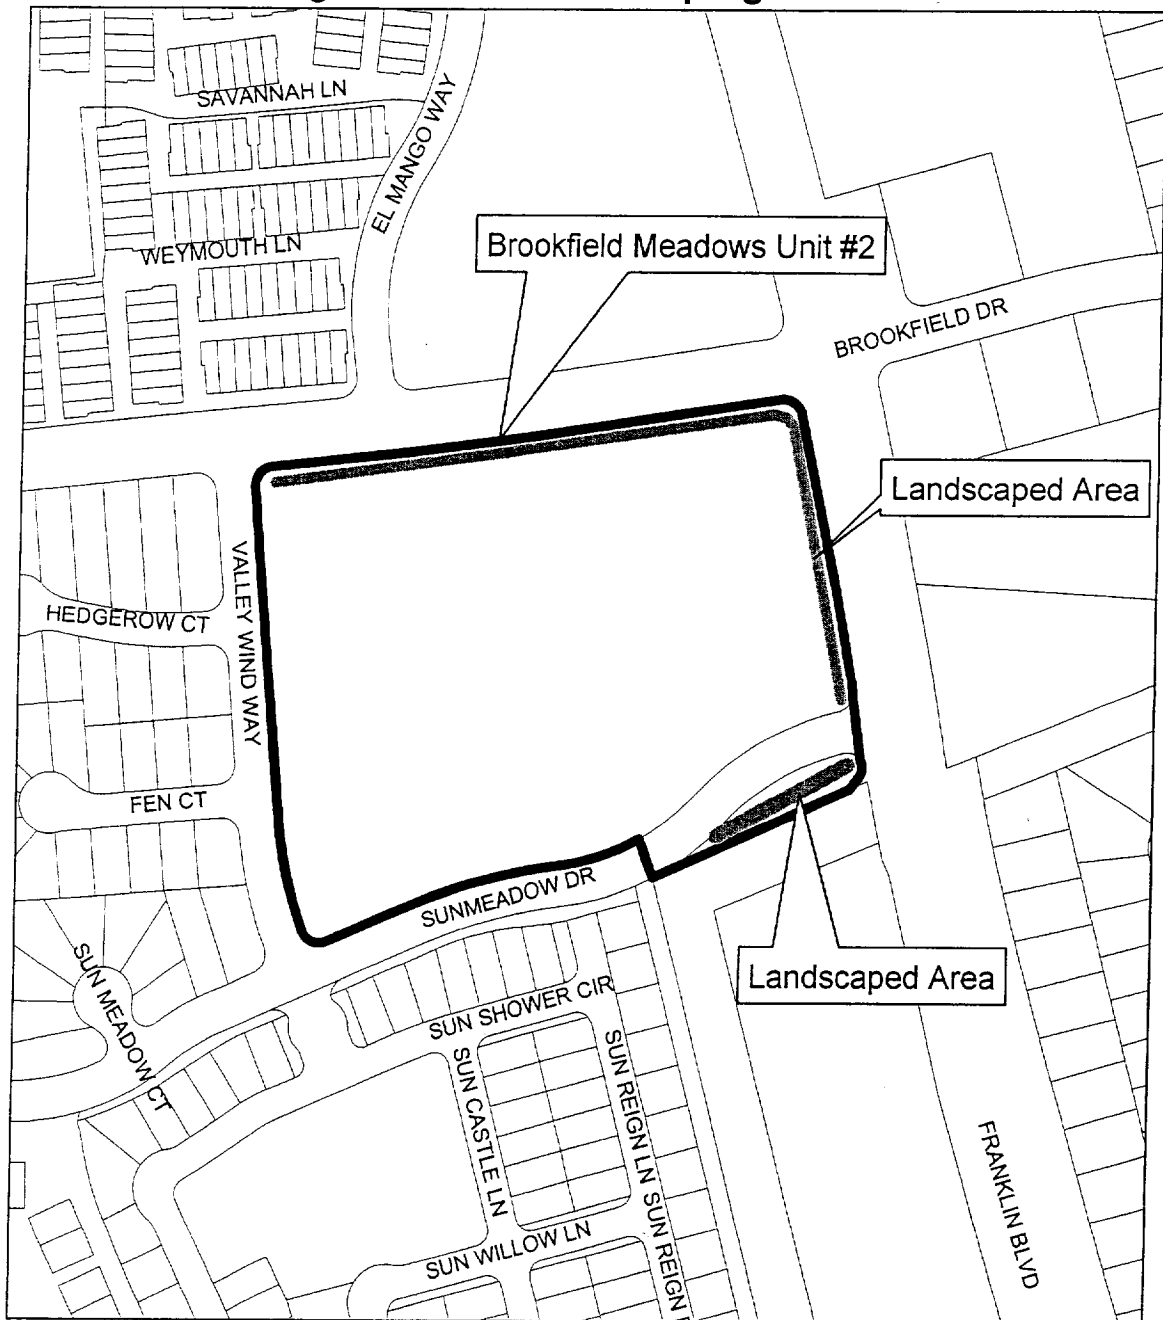 SAVANNAH LN
EL MANGO WAY
WEYMOUTH LN
Brookfield Meadows Unit #2
BROOKFIELD DR
Landscaped Area
VALLEY WIND WAY
HEDGEROW CT
FEN CT
SUNMEADOW DR
SUN MEADOW CT
Landscaped Area
SUN SHOWER CIR
SUN CASTLE LN
SUN REIGN LN
SUN REIGN
FRANKLIN BLVD
SUN WILLOW LN